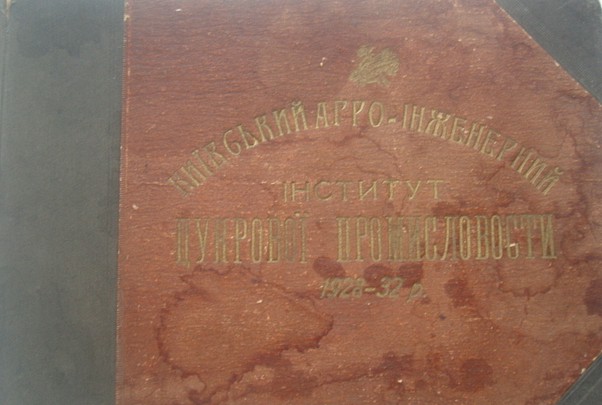 КИЇВСЬКИЙ АГРО-ІНЖЕНЕРНИЙ
ІНСТИТУТ
ЦУКРОВОЇ ПРОМИСЛОВОСТИ
1928-32 р.